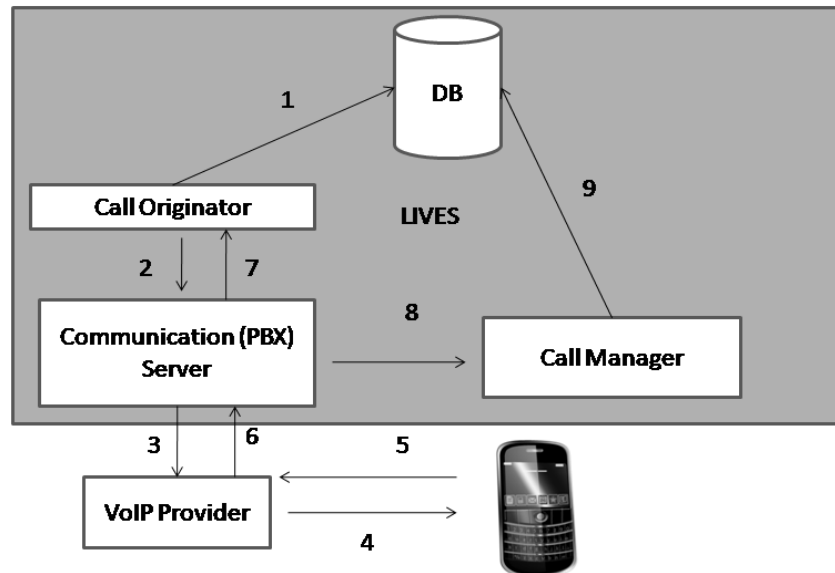 DB
1
Call Originator
LIVES
9
2
7
8
Communication (PBX)
Server
Call Manager
3
6
5
VoIP Provider
4